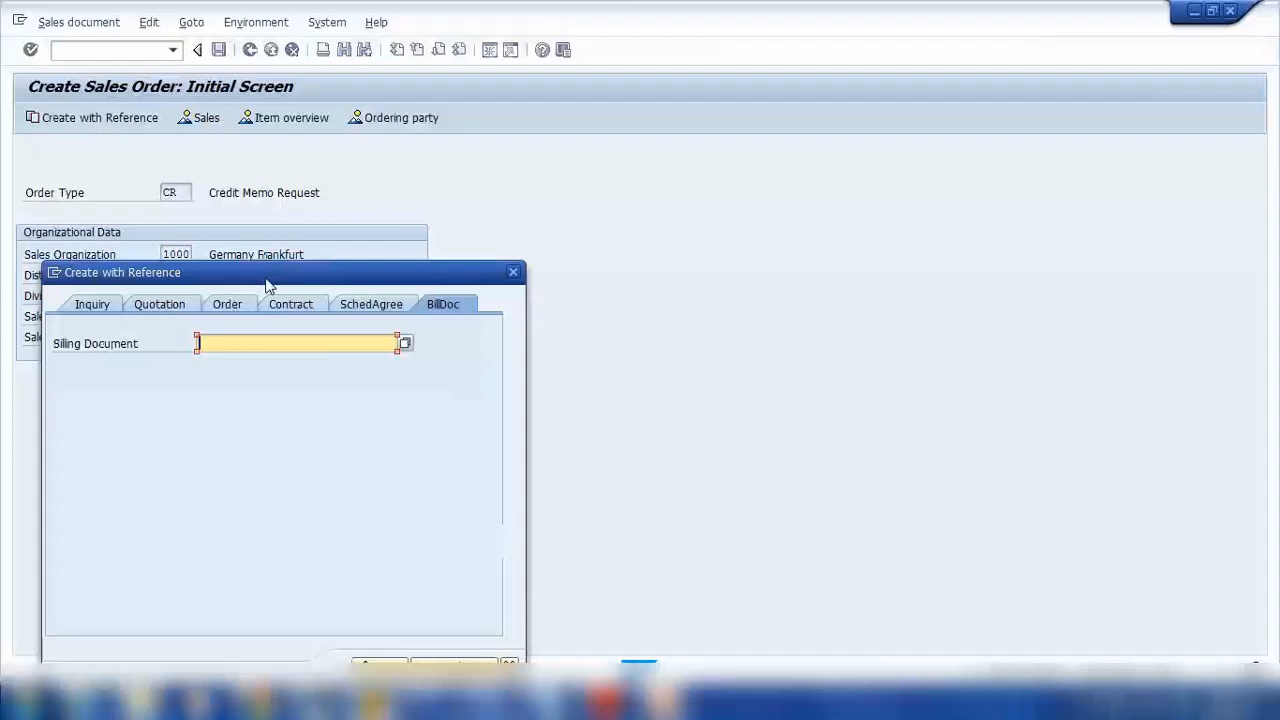 Sales document Edit Goto Environment System Help
Create Sales Order: Initial Screen
Create with Reference Sales Item overview Ordering party
Order Type CR Credit Memo Request
Organizational Data
Sales Organization 1000 Germany Frankfurt
Create with Reference
Inquiry Quotation Order Contract SchedAgree BillDoc
Siling Document